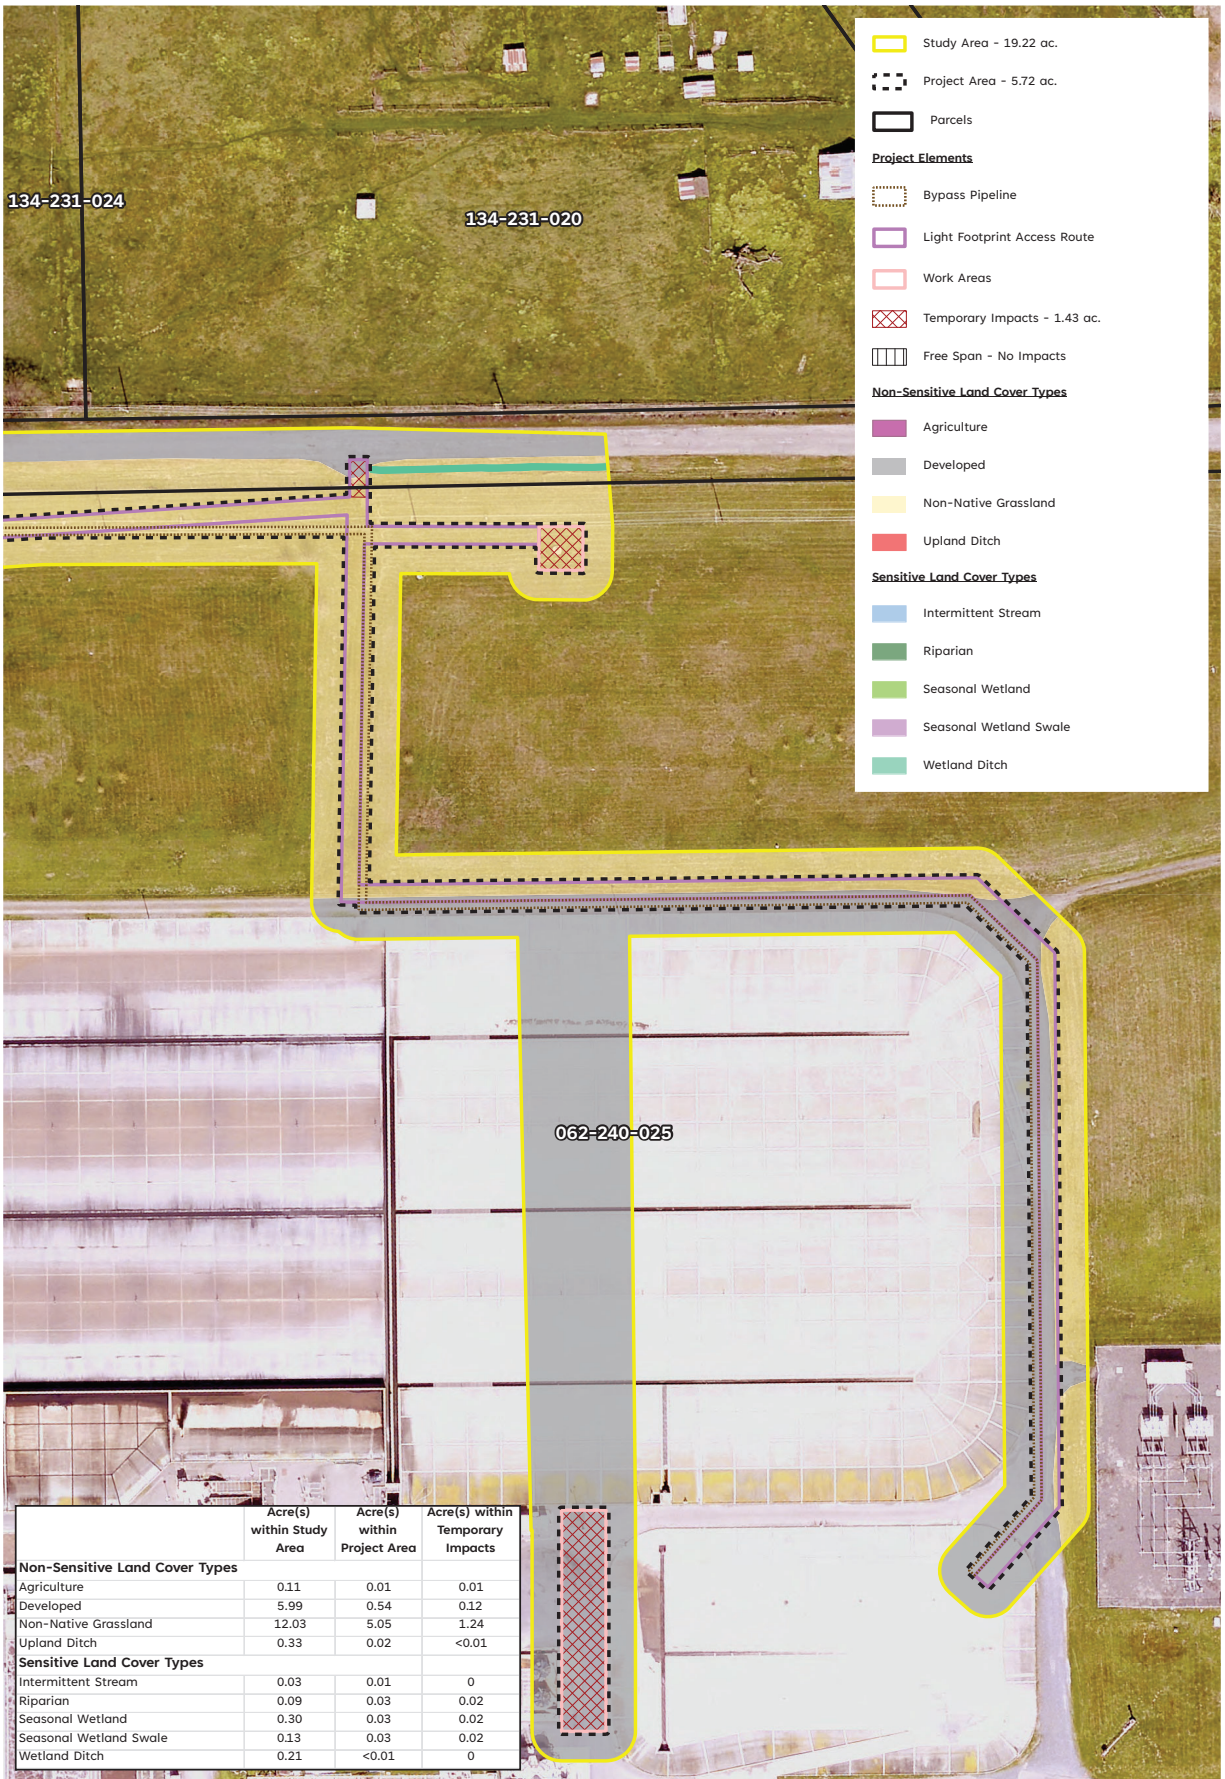 Study Area - 19.22 ac.
Project Area - 5.72 ac.
Parcels
Project Elements
Bypass Pipeline
Light Footprint Access Route
Work Areas
Temporary Impacts - 1.43 ac.
Free Span - No Impacts
Non-Sensitive Land Cover Types
Agriculture
Developed
Non-Native Grassland
Upland Ditch
Sensitive Land Cover Types
Intermittent Stream
Riparian
Seasonal Wetland
Seasonal Wetland Swale
Wetland Ditch
134-231-024
134-231-020
062-240-025
Acre(s) within Study Area
Acre(s) within Project Area
Acre(s) within Temporary Impacts
Non-Sensitive Land Cover Types
Agriculture 0.11 0.01 0.01
Developed 5.99 0.54 0.12
Non-Native Grassland 12.03 5.05 1.24
Upland Ditch 0.33 0.02 <0.01
Sensitive Land Cover Types
Intermittent Stream 0.03 0.01 0
Riparian 0.09 0.03 0.02
Seasonal Wetland 0.30 0.03 0.02
Seasonal Wetland Swale 0.13 0.03 0.02
Wetland Ditch 0.21 <0.01 0